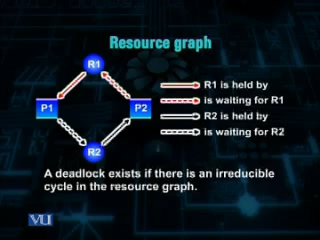 Resource graph
R1
R1 is held by
P1
P2
is waiting for R1
R2 is held by
is waiting for R2
R2
A deadlock exists if there is an irreducible
cycle in the resource graph.
VU